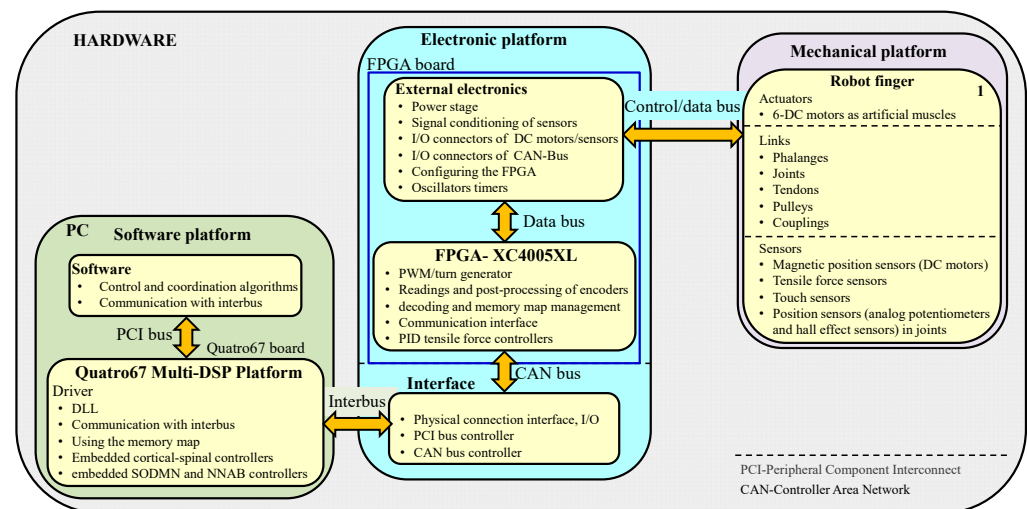 HARDWARE
Electronic platform
FPGA board
External electronics
• Power stage
• Signal conditioning of sensors
• I/O connectors of DC motors/sensors
• I/O connectors of CAN-Bus
• Configuring the FPGA
• Oscillators timers
Data bus
FPGA- XC4005XL
• PWM/turn generator
• Readings and post-processing of encoders
• decoding and memory map management
• Communication interface
• PID tensile force controllers
CAN bus
Interface
• Physical connection interface, I/O
• PCI bus controller
• CAN bus controller
Control/data bus
Mechanical platform
Robot finger
1
Actuators
• 6-DC motors as artificial muscles
Links
• Phalanges
• Joints
• Tendons
• Pulleys
• Couplings
Sensors
• Magnetic position sensors (DC motors)
• Tensile force sensors
• Touch sensors
• Position sensors (analog potentiometers
and hall effect sensors) in joints
PC
Software platform
Software
• Control and coordination algorithms
• Communication with interbus
PCI bus
Quatro67 board
Quatro67 Multi-DSP Platform
Driver
• DLL
• Communication with interbus
• Using the memory map
• Embedded cortical-spinal controllers
• embedded SODMN and NNAB controllers
Interbus
PCI-Peripheral Component Interconnect
CAN-Controller Area Network